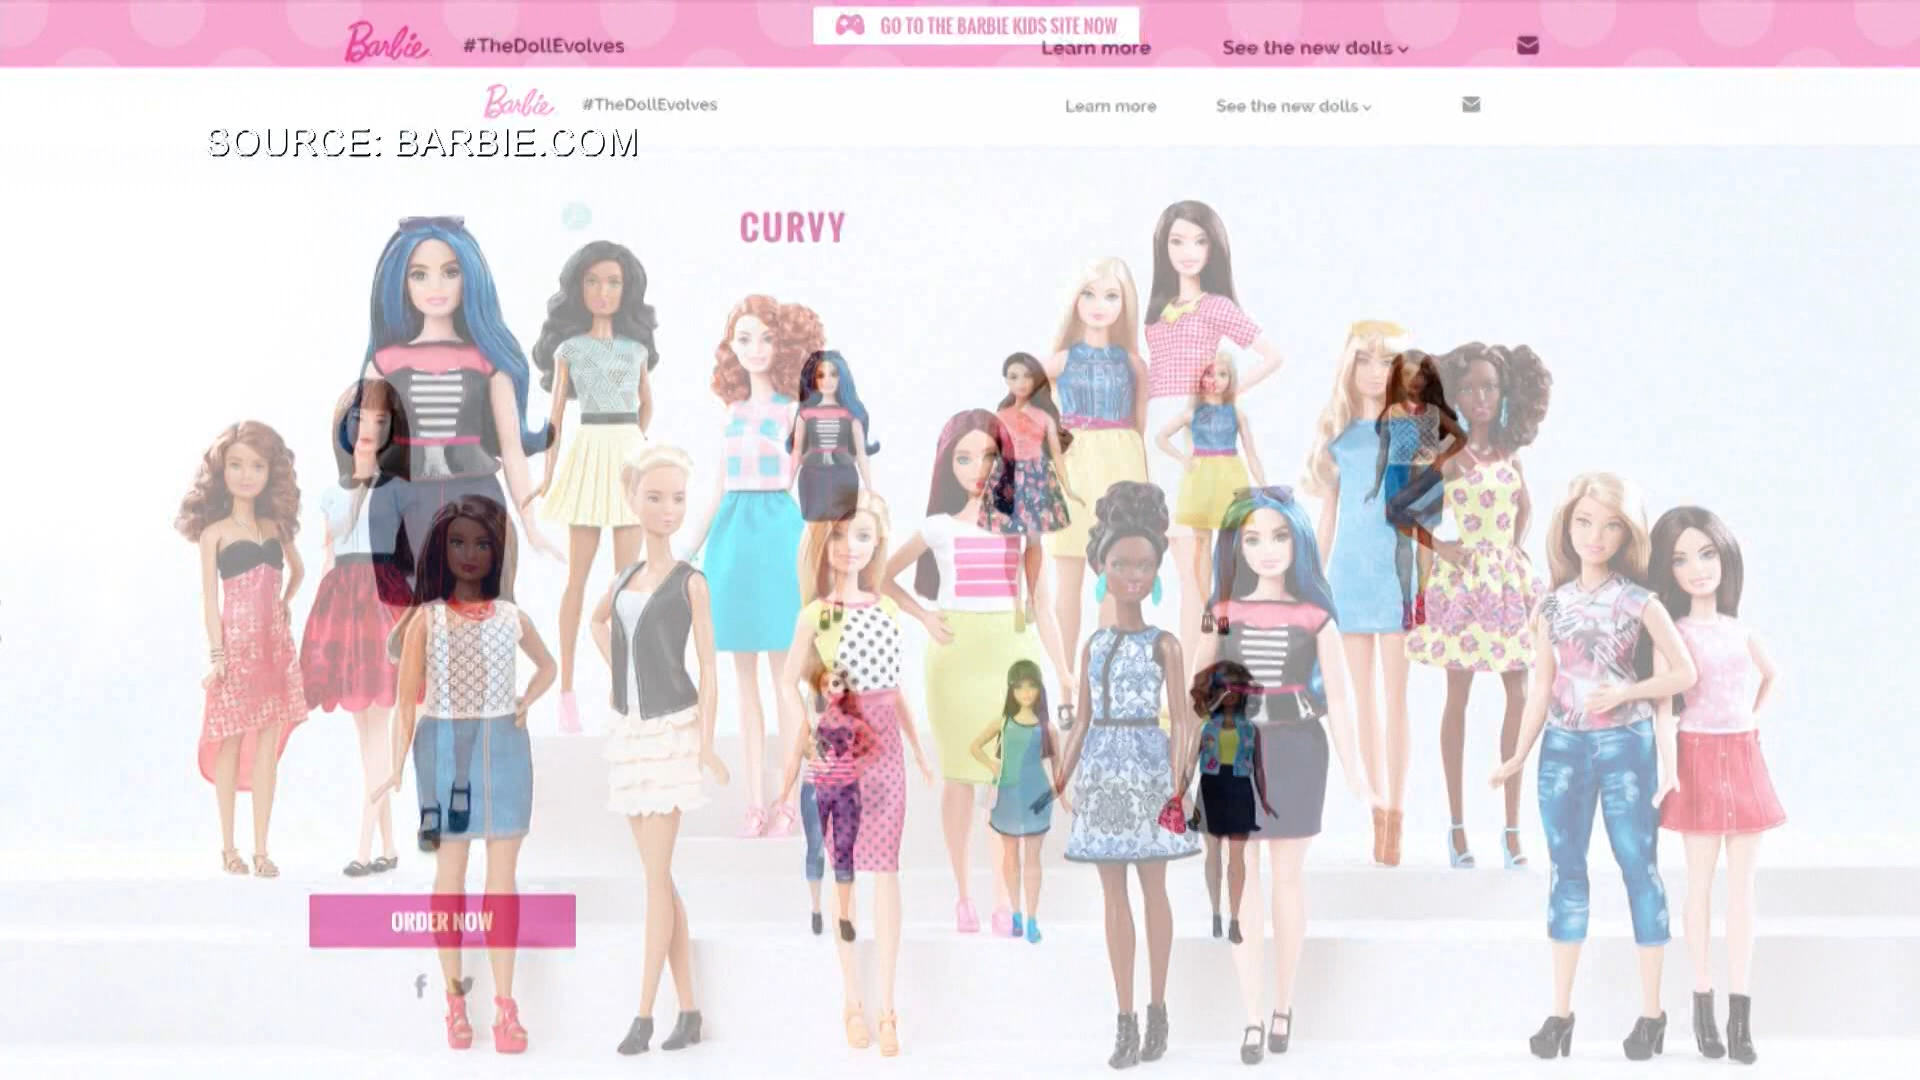 GO TO THE BARBIE KIDS SITE NOW
Barbie #TheDollEvolves Learn more See the new dolls
Barbie #TheDollEvolves Learn more See the new dolls
SOURCE: BARBIE.COM
CURVY
ORDER NOW
f